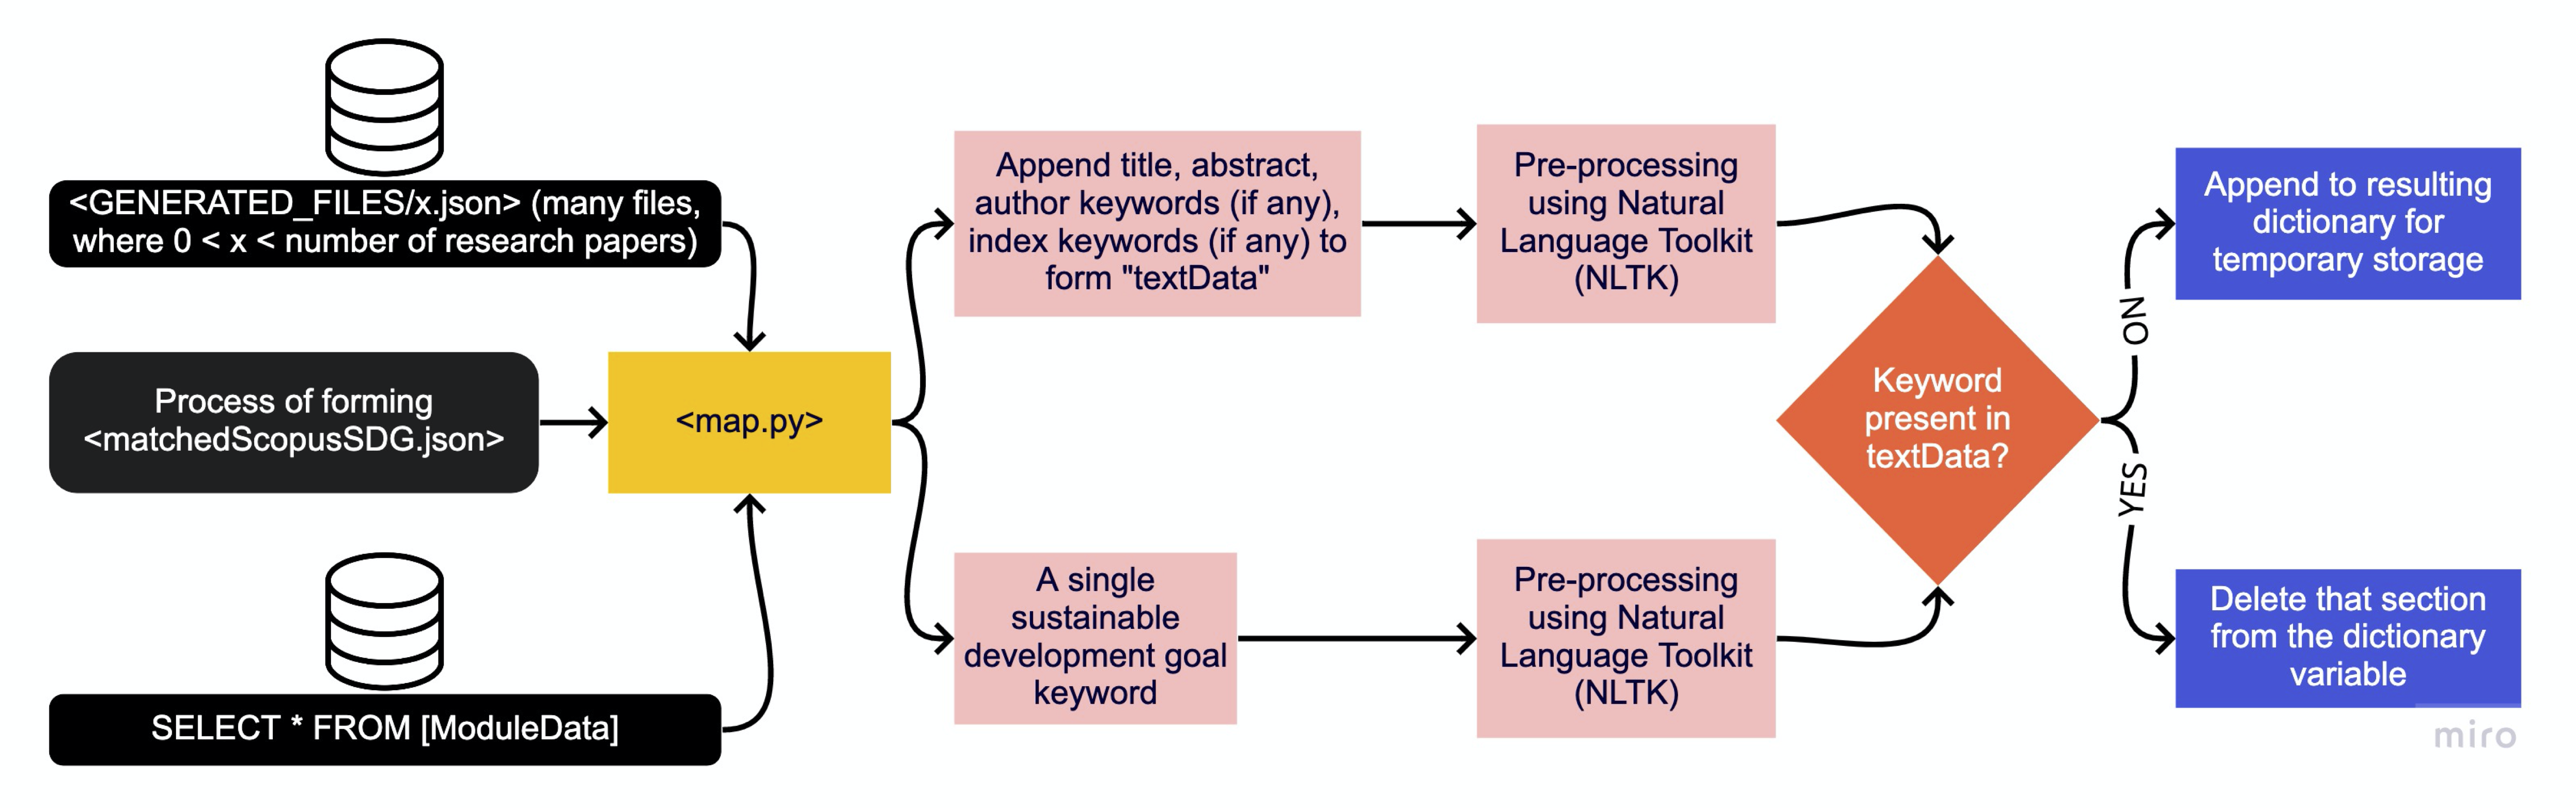 <GENERATED_FILES/x.json> (many files,
where 0 < x < number of research papers)
Process of forming
<matchedScopusSDG.json>
SELECT * FROM [ModuleData]
<map.py>
Append title, abstract,
author keywords (if any),
index keywords (if any) to
form "textData"
Pre-processing
using Natural
Language Toolkit
(NLTK)
A single
sustainable
development goal
keyword
Pre-processing
using Natural
Language Toolkit
(NLTK)
Keyword
present in
textData?
NO
YES
Append to resulting
dictionary for
temporary storage
Delete that section
from the dictionary
variable
miro